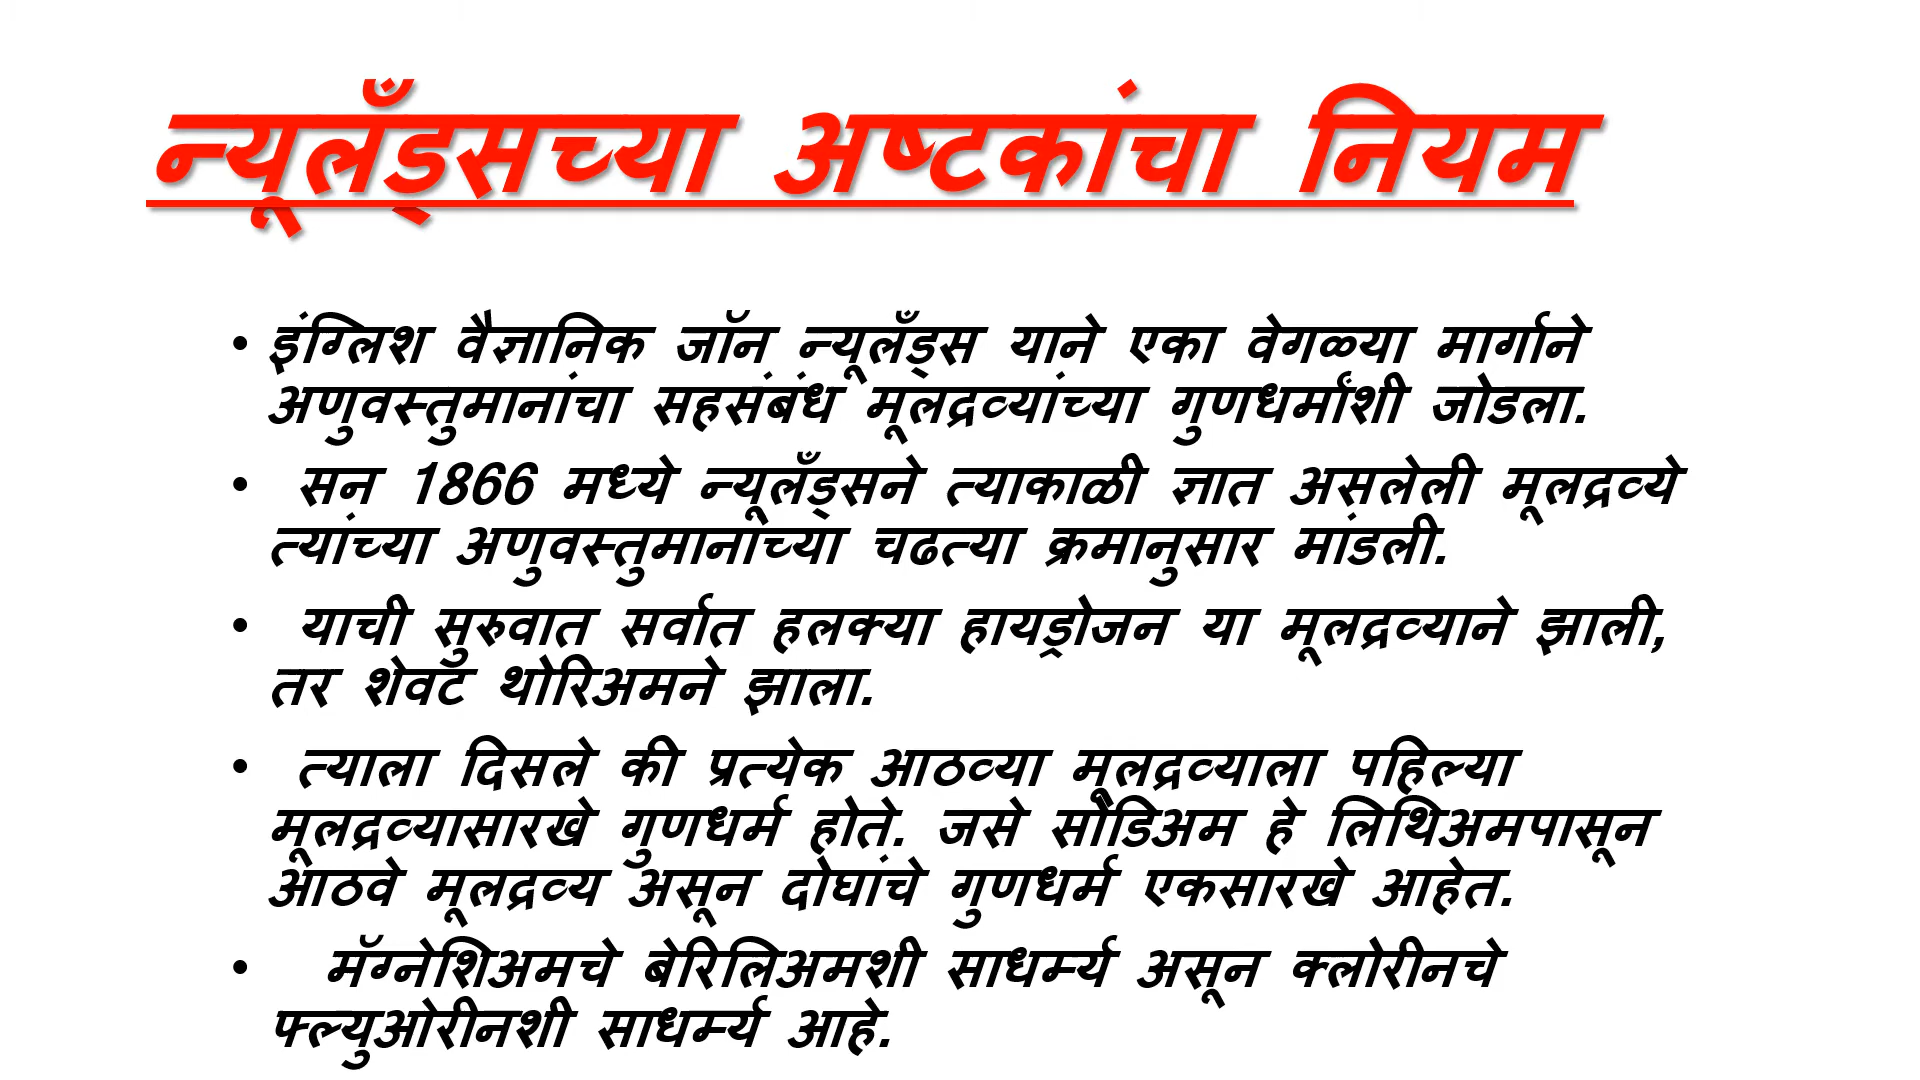 न्यूलँड्सच्या अष्टकांचा नियम
• इंग्लिश वैज्ञानिक जॉन न्यूलँड्स याने एका वेगळ्या मार्गाने
अणुवस्तुमानांचा सहसंबंध मूलद्रव्यांच्या गुणधर्मांशी जोडला.
• सन 1866 मध्ये न्यूलँड्सने त्याकाळी ज्ञात असलेली मूलद्रव्ये
त्यांच्या अणुवस्तुमानांच्या चढत्या क्रमानुसार मांडली.
• याची सुरुवात सर्वात हलक्या हायड्रोजन या मूलद्रव्याने झाली,
तर शेवट थोरिअमने झाला.
• त्याला दिसले की प्रत्येक आठव्या मूलद्रव्याला पहिल्या
मूलद्रव्यासारखे गुणधर्म होते. जसे सोडिअम हे लिथिअमपासून
आठवे मूलद्रव्य असून दोघांचे गुणधर्म एकसारखे आहेत.
• मॅग्नेशिअमचे बेरिलिअमशी साधर्म्य असून क्लोरीनचे
फ्ल्युओरीनशी साधर्म्य आहे.